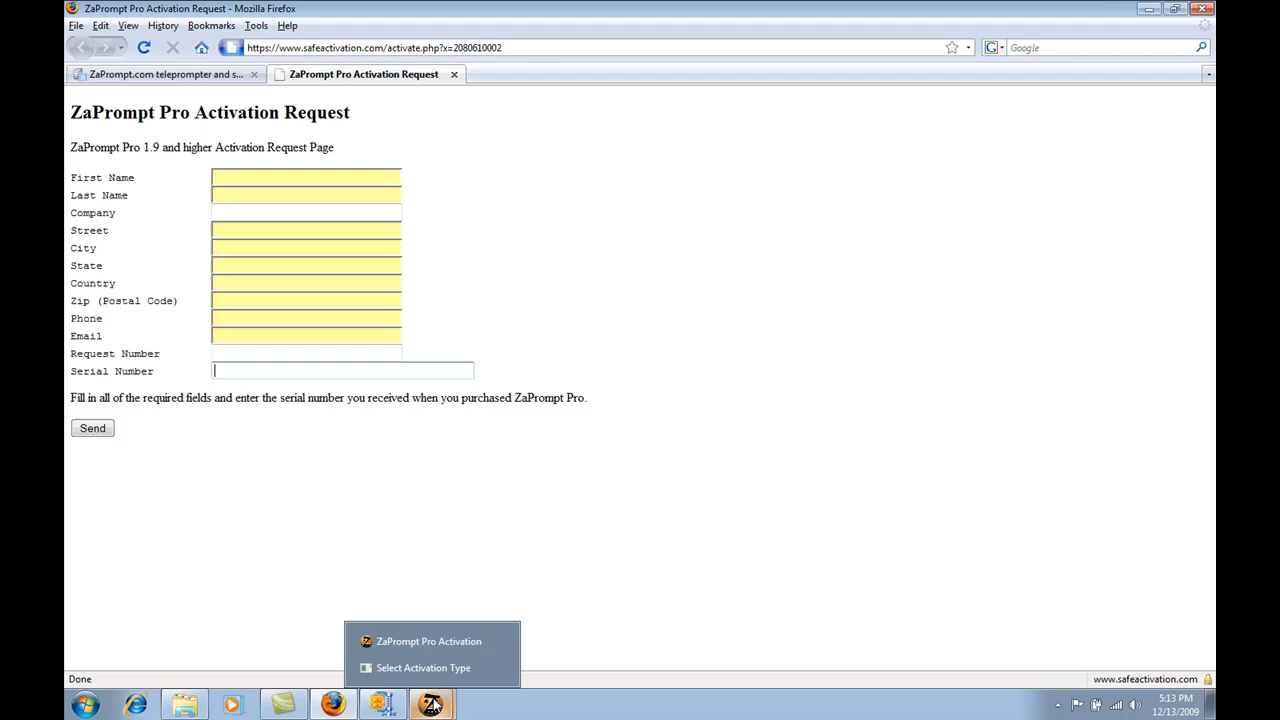 ZaPrompt Pro Activation Request - Mozilla Firefox
File Edit View History Bookmarks Tools Help
https://www.safeactivation.com/activate.php?x=2080610002
Google
ZaPrompt.com teleprompter and s...
ZaPrompt Pro Activation Request
ZaPrompt Pro Activation Request
ZaPrompt Pro 1.9 and higher Activation Request Page
First Name
Last Name
Company
Street
City
State
Country
Zip (Postal Code)
Phone
Email
Request Number
Serial Number
Fill in all of the required fields and enter the serial number you received when you purchased ZaPrompt Pro.
Send
ZaPrompt Pro Activation
Select Activation Type
Done
www.safeactivation.com
5:13 PM
12/13/2009